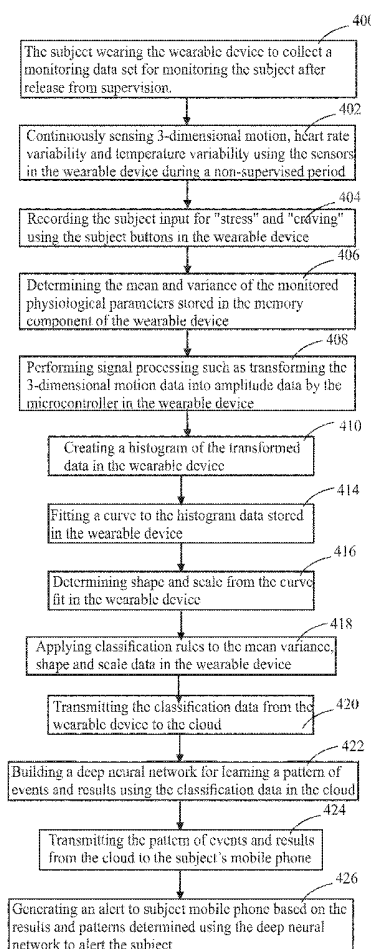 400
The subject wearing the wearable device to collect a
monitoring data set for monitoring the subject after
release from supervision.
402
Continuously sensing 3-dimensional motion, heart rate
variability and temperature variability using the sensors
in the wearable device during a non-supervised period
404
Recording the subject input for "stress" and "craving"
using the subject buttons in the wearable device
406
Determining the mean and variance of the monitored
physiological parameters stored in the memory
component of the wearable device
408
Performing signal processing such as transforming the
3-dimensional motion data into amplitude data by the
microcontroller in the wearable device
410
Creating a histogram of the transformed
data in the wearable device
414
Fitting a curve to the histogram data stored
in the wearable device
416
Determining shape and scale from the curve
fit in the wearable device
418
Applying classification rules to the mean variance,
shape and scale data in the wearable device
420
Transmitting the classification data from the
wearable device to the cloud
422
Building a deep neural network for learning a pattern of
events and results using the classification data in the cloud
424
Transmitting the pattern of events and results
from the cloud to the subject's mobile phone
426
Generating an alert to subject mobile phone based on the
results and patterns determined using the deep neural
network to alert the subject